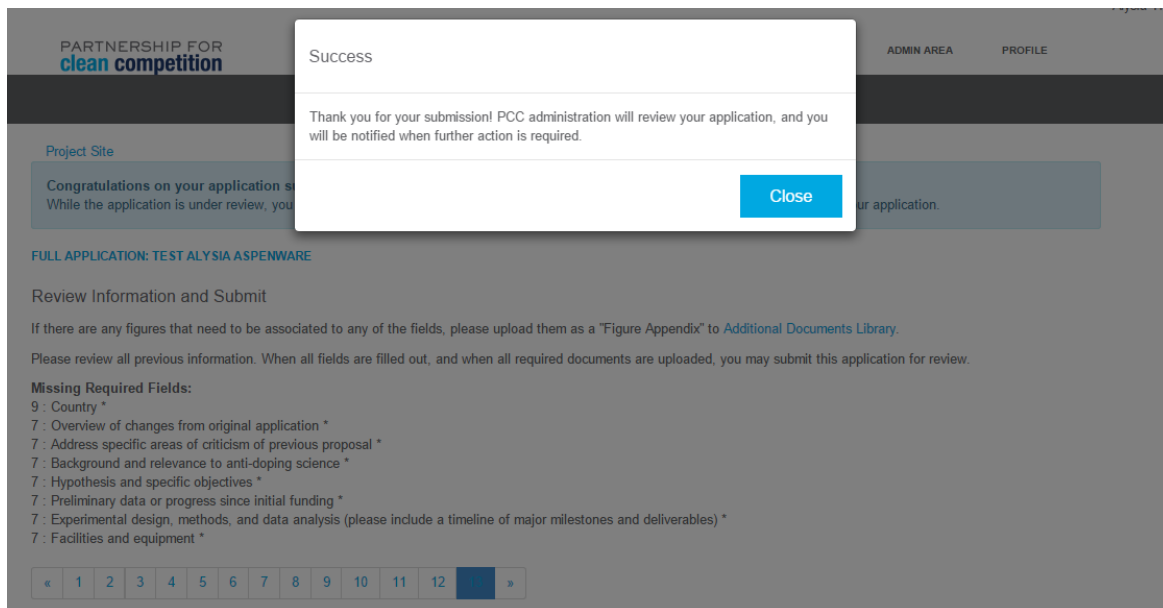 PARTNERSHIP FOR
clean competition
ADMIN AREA
PROFILE
Success
Thank you for your submission! PCC administration will review your application, and you
will be notified when further action is required.
Close
Project Site
Congratulations on your application
While the application is under review, you
ur application.
FULL APPLICATION: TEST ALYSIA ASPENWARE
Review Information and Submit
If there are any figures that need to be associated to any of the fields, please upload them as a "Figure Appendix" to Additional Documents Library.
Please review all previous information. When all fields are filled out, and when all required documents are uploaded, you may submit this application for review.
Missing Required Fields:
9 : Country *
7 : Overview of changes from original application *
7 : Address specific areas of criticism of previous proposal *
7 : Background and relevance to anti-doping science *
7 : Hypothesis and specific objectives *
7 : Preliminary data or progress since initial funding *
7 : Experimental design, methods, and data analysis (please include a timeline of major milestones and deliverables) *
7 : Facilities and equipment *
« 1 2 3 4 5 6 7 8 9 10 11 12 »